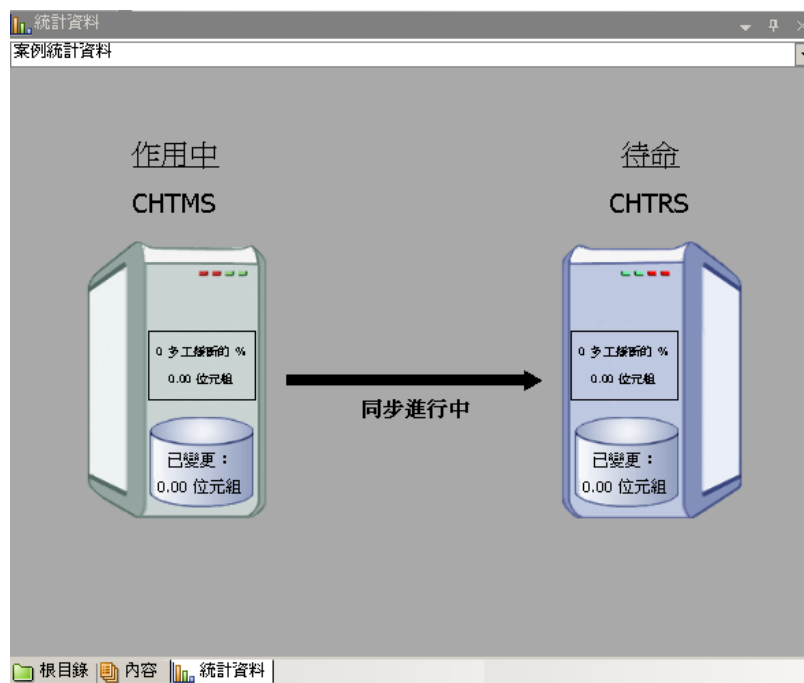 統計資料
案例統計資料
作用中
待命
CHTMS
CHTRS
0 多工緩衝的 %
0.00 位元組
0 多工緩衝的 %
0.00 位元組
同步進行中
已變更：
0.00 位元組
已變更：
0.00 位元組
根目錄 內容 統計資料